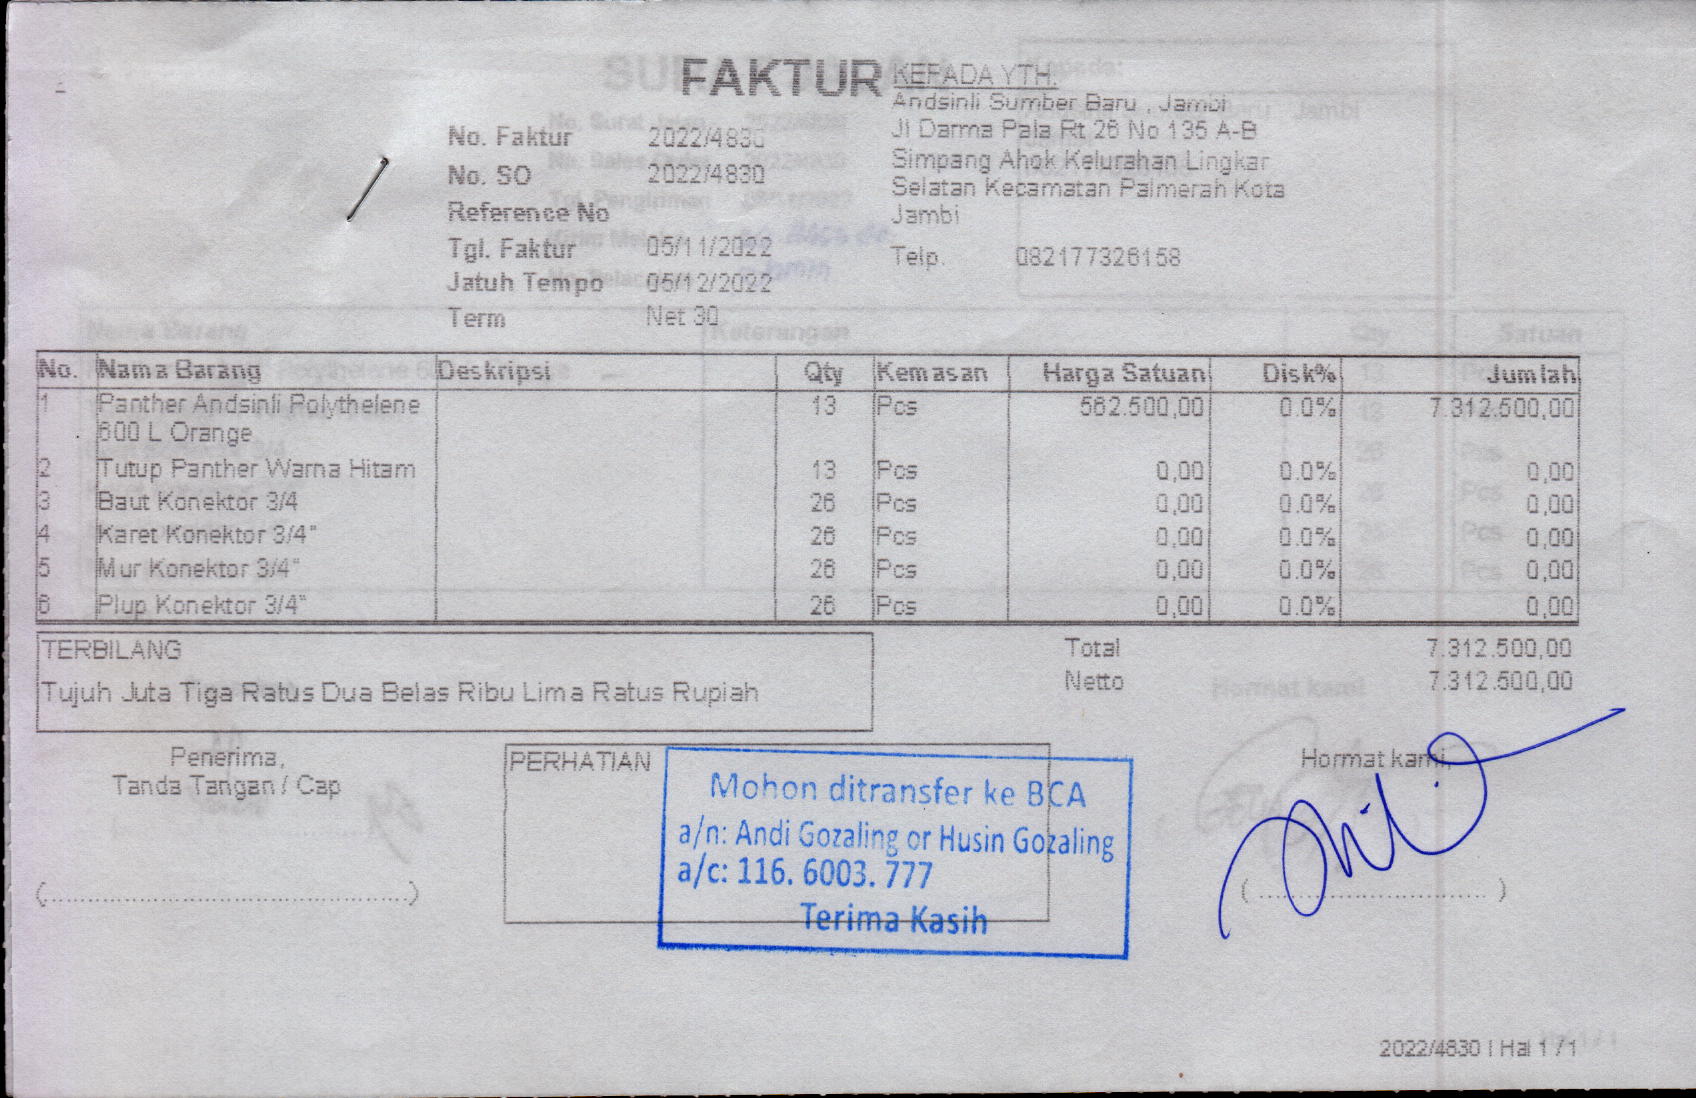 FAKTUR
KEPADA YTH.
Andsinli Sumber Baru , Jambi
Jl Darma Pala Rt 26 No 135 A-B
Simpang Ahok Kelurahan Lingkar
Selatan Kecamatan Palmerah Kota
Jambi
Telp. 082177326158
No. Faktur 2022/4830
No. SO 2022/4830
Reference No
Tgl. Faktur 05/11/2022
Jatuh Tempo 05/12/2022
Term Net 30
No. Nama Barang Deskripsi Qty Kemasan Harga Satuan Disk% Jumlah
1 Panther Andsinli Polythelene 13 Pcs 562.500,00 0.0% 7.312.500,00
600 L Orange
2 Tutup Panther Warna Hitam 13 Pcs 0,00 0.0% 0,00
3 Baut Konektor 3/4 26 Pcs 0,00 0.0% 0,00
4 Karet Konektor 3/4" 26 Pcs 0,00 0.0% 0,00
5 Mur Konektor 3/4" 26 Pcs 0,00 0.0% 0,00
6 Plup Konektor 3/4" 26 Pcs 0,00 0.0% 0,00
TERBILANG
Tujuh Juta Tiga Ratus Dua Belas Ribu Lima Ratus Rupiah
Total 7.312.500,00
Netto 7.312.500,00
Penerima,
Tanda Tangan / Cap
(................................................)
PERHATIAN
Mohon ditransfer ke BCA
a/n: Andi Gozaling or Husin Gozaling
a/c: 116. 6003. 777
Terima Kasih
Hormat kami,
(................................)
2022/4830 | Hal 1 / 1